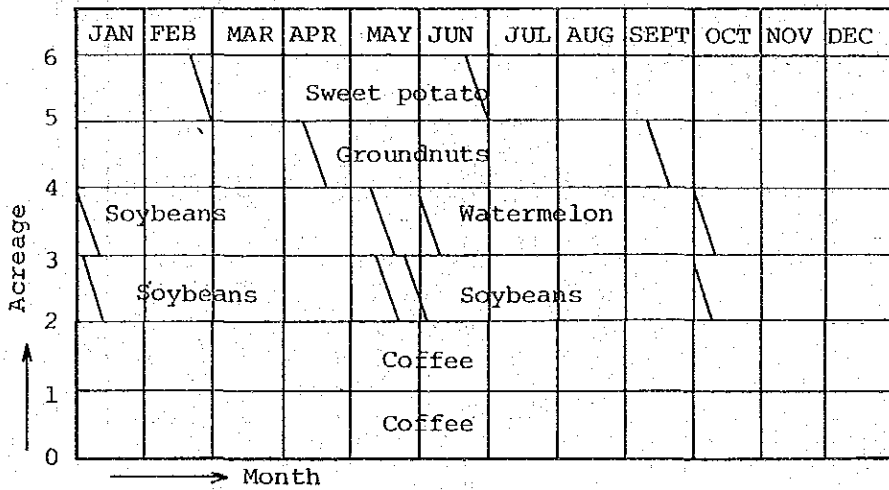 JAN FEB MAR APR MAY JUN JUL AUG SEPT OCT NOV DEC
6
Sweet potato
5
Groundnuts
4
Soybeans Watermelon
3
Soybeans Soybeans
2
Coffee
1
Coffee
0
Acreage
Month